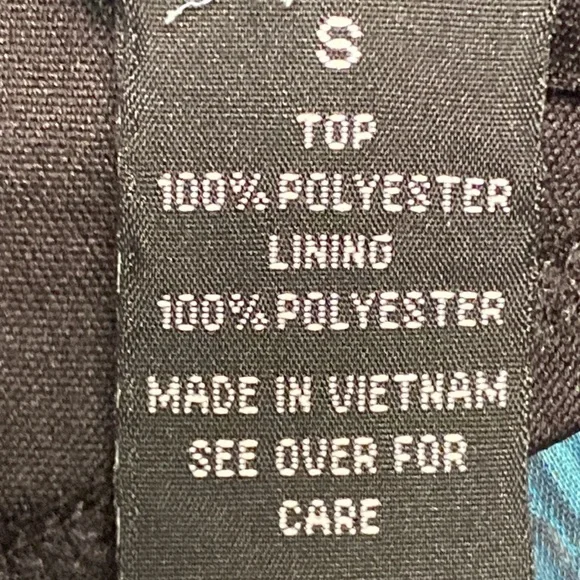 S
TOP
100% POLYESTER
LINING
100% POLYESTER
MADE IN VIETNAM
SEE OVER FOR
CARE